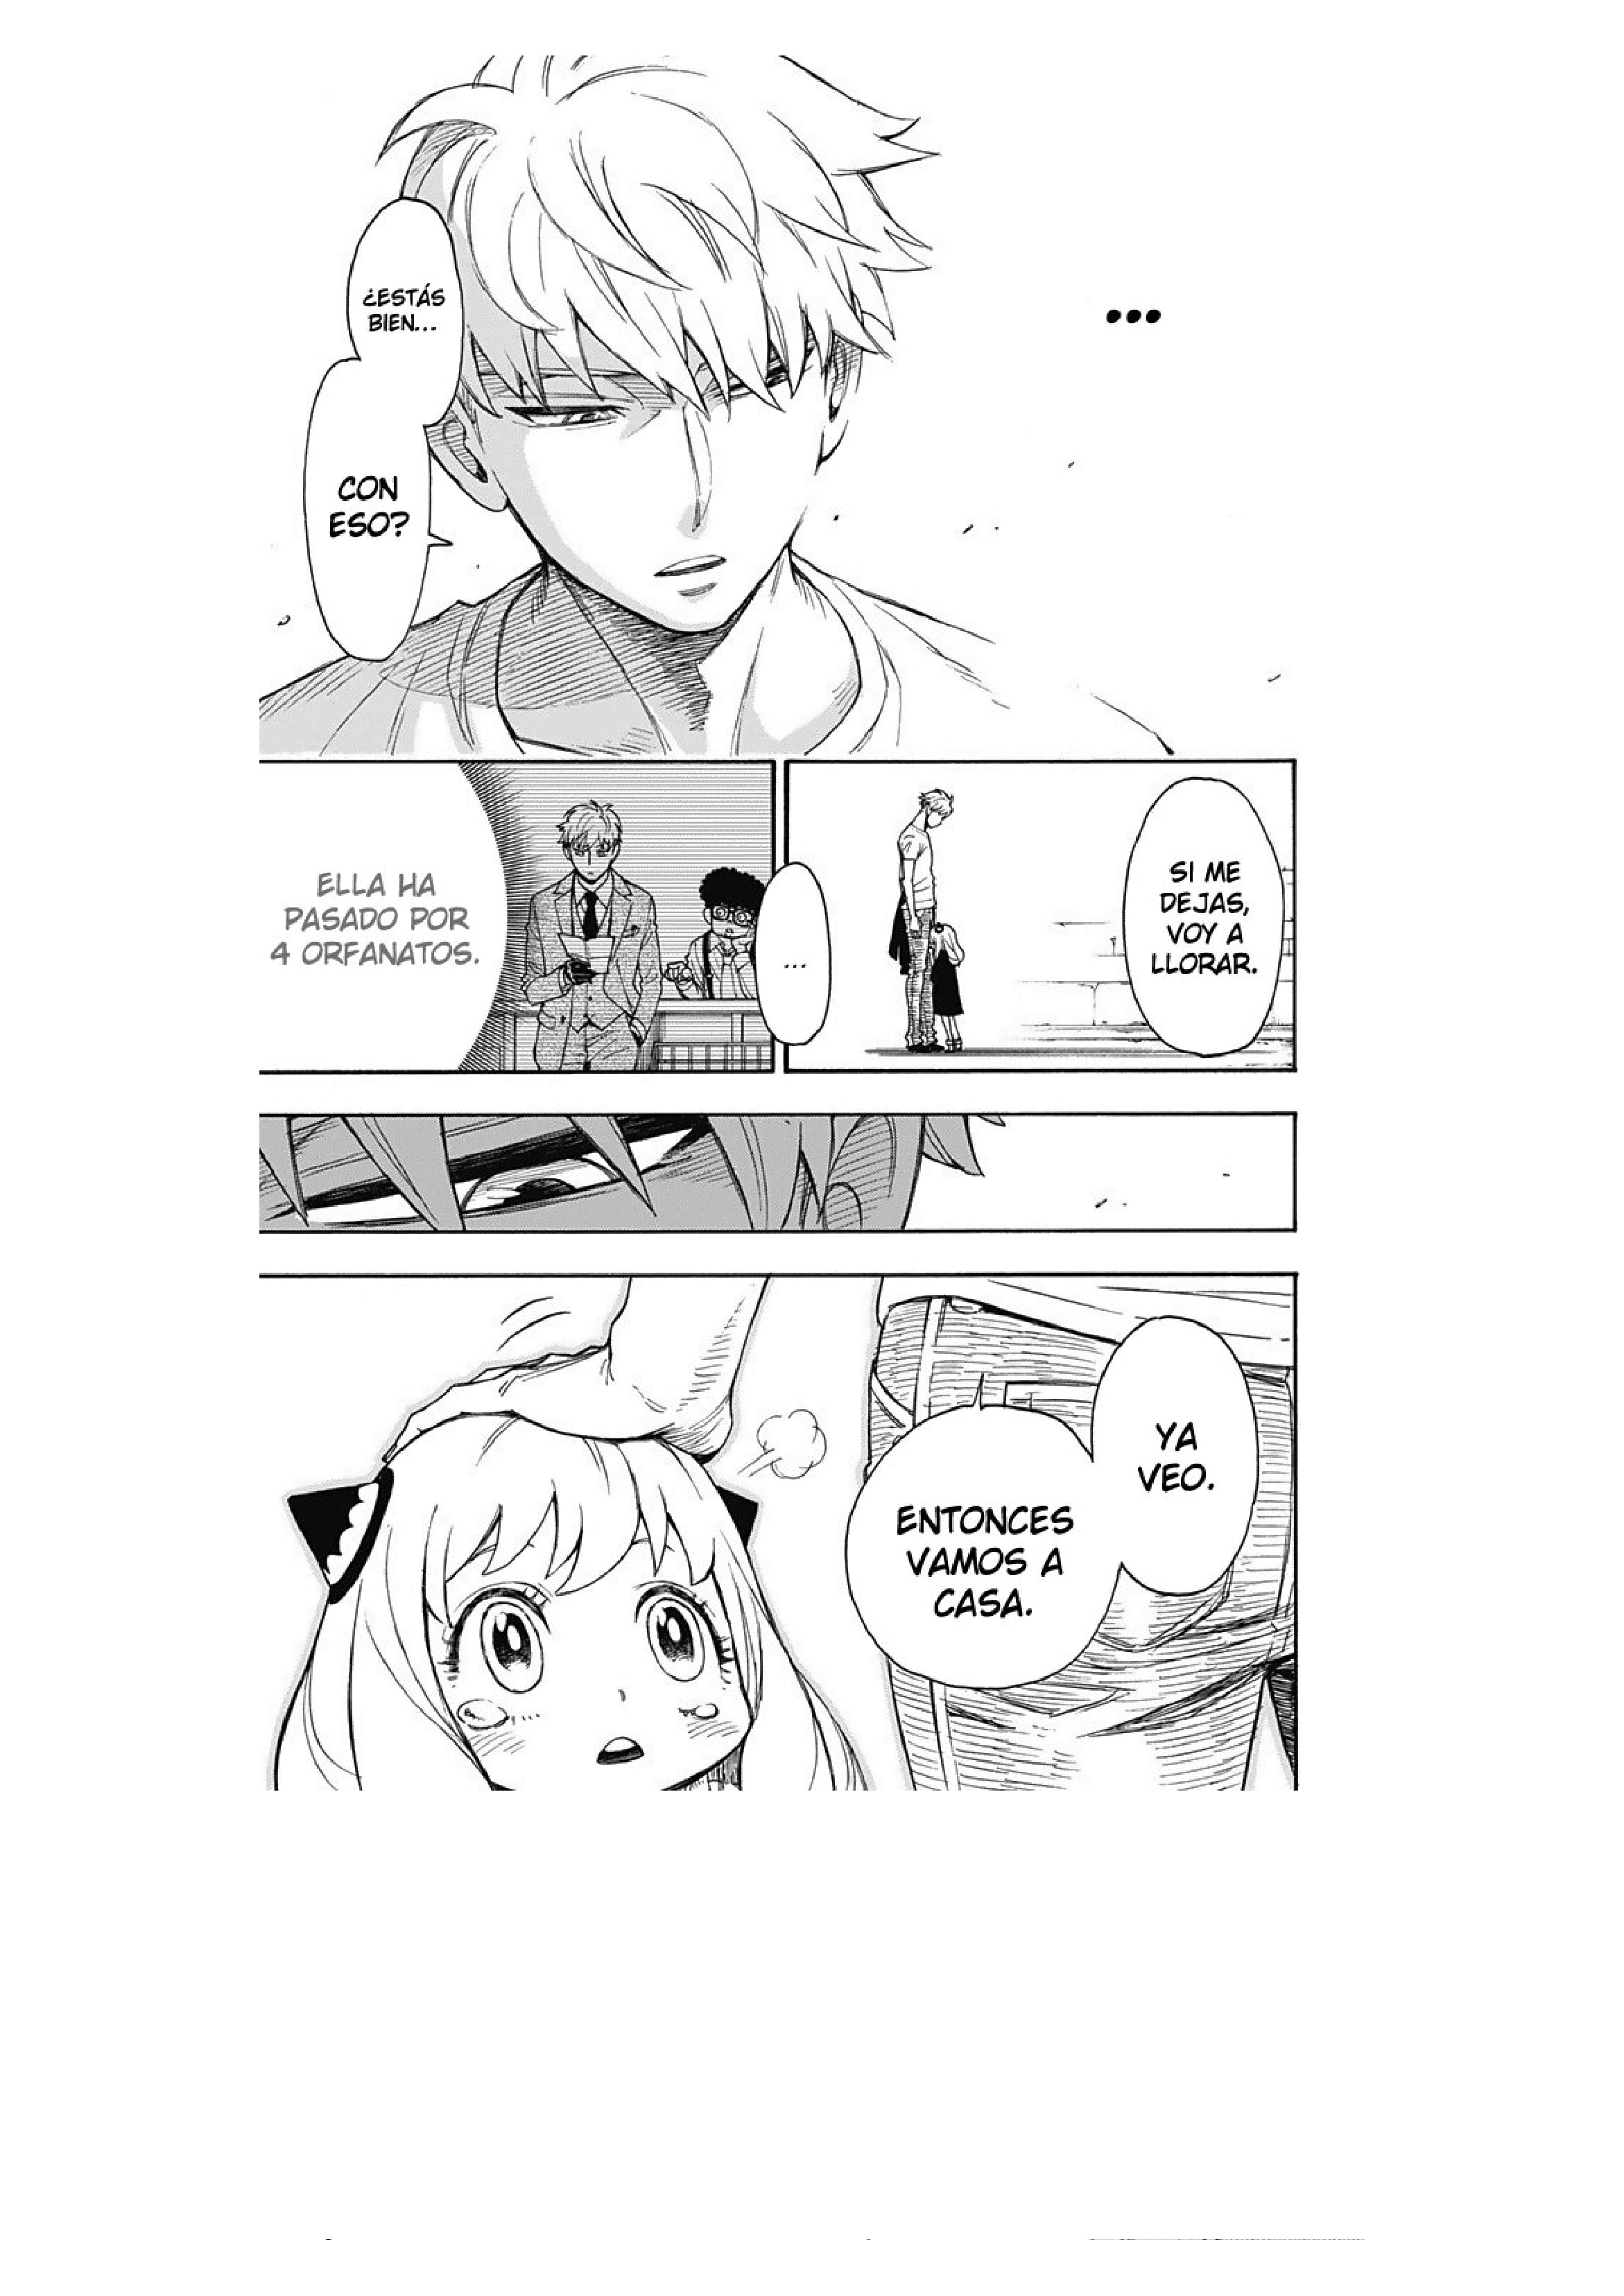 ...
¿ESTÁS
BIEN...
CON
ESO?
SI ME
DEJAS,
VOY A
LLORAR.
...
ELLA HA
PASADO POR
4 ORFANATOS.
YA
VEO.
ENTONCES
VAMOS A
CASA.